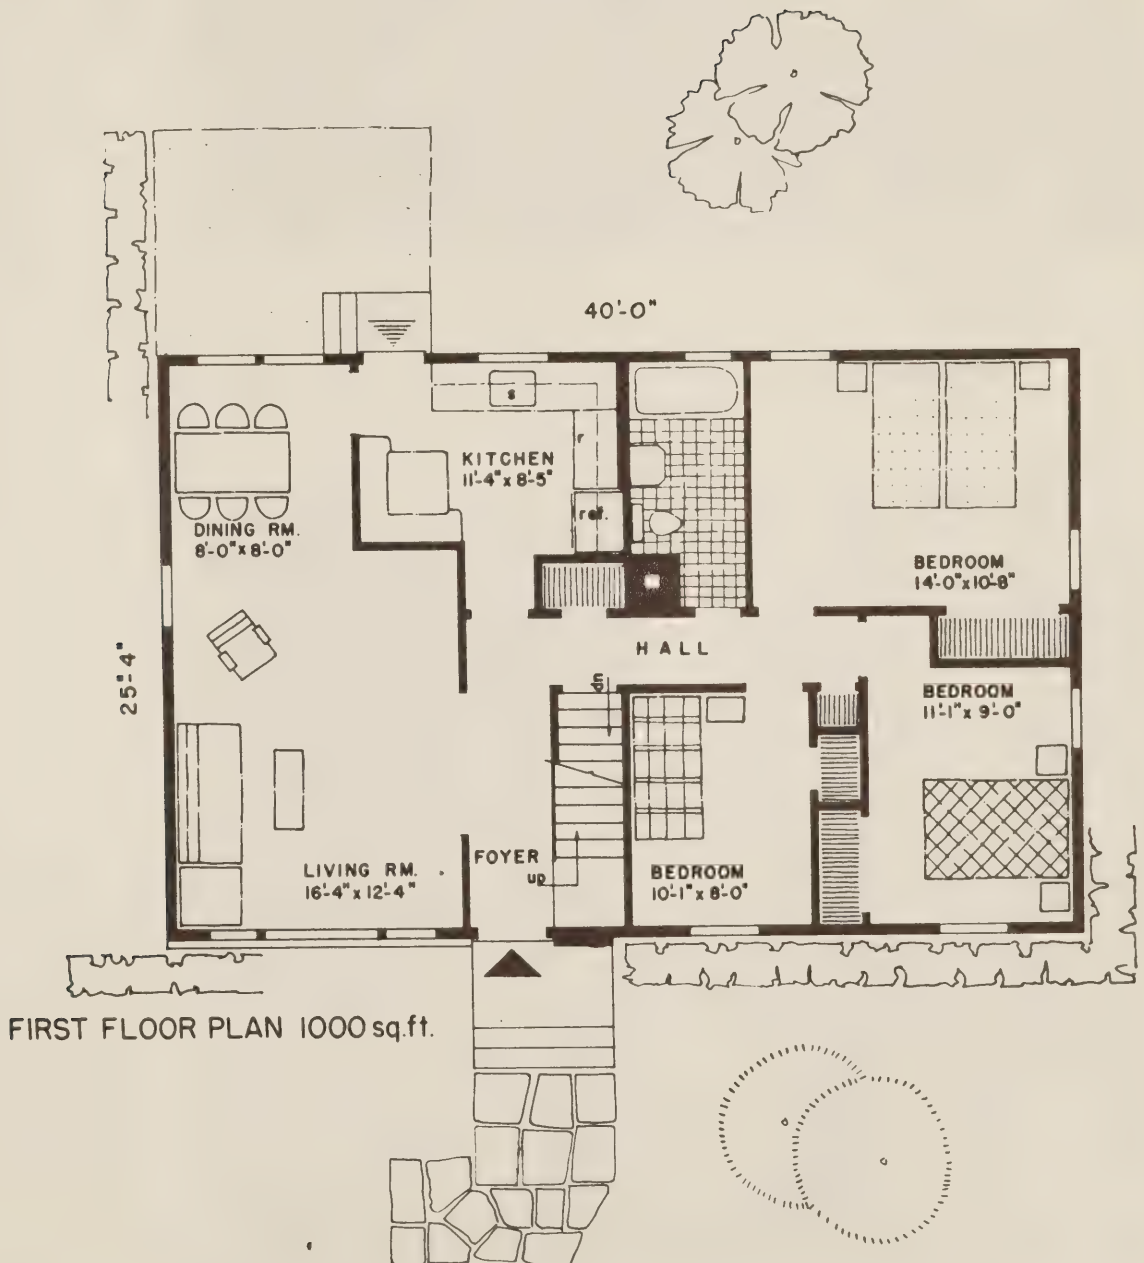 40'-0"
s
r
KITCHEN
11'-4" x 8'-5"
ref.
DINING RM.
8'-0" x 8'-0"
BEDROOM
14'-0" x 10'-8"
HALL
25'-4"
dn
BEDROOM
11'-1" x 9'-0"
FOYER
up
LIVING RM.
16'-4" x 12'-4"
BEDROOM
10'-1" x 8'-0"
FIRST FLOOR PLAN 1000 sq.ft.